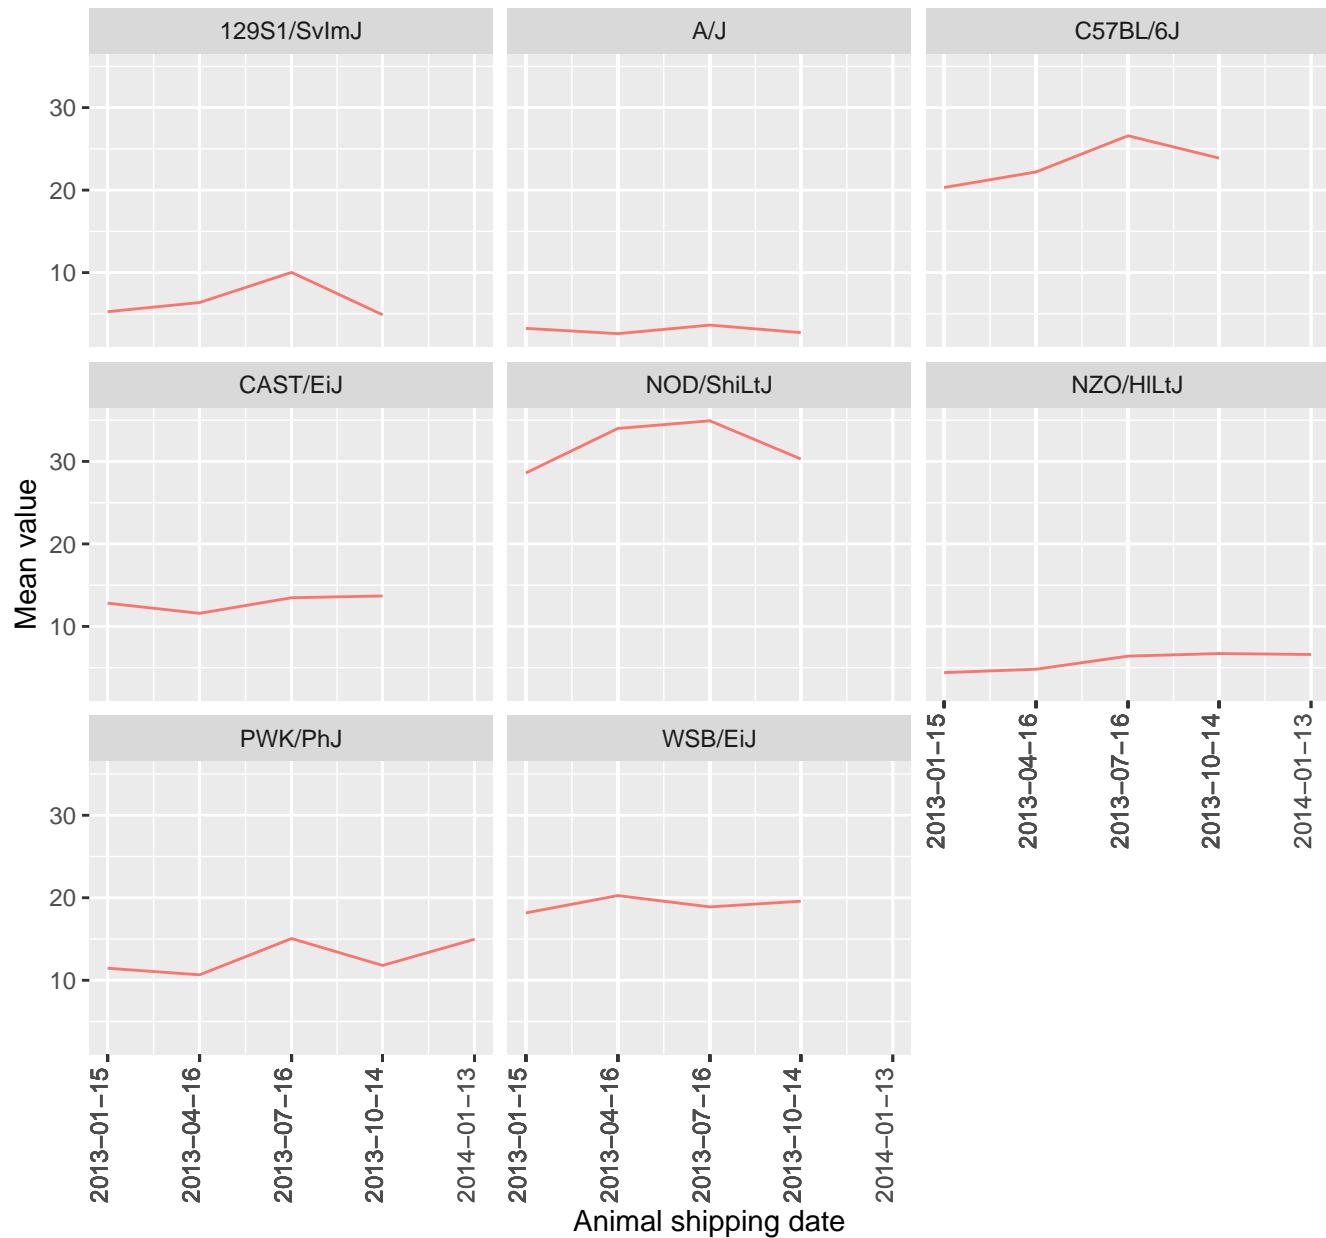 129S1/SvImJ
A/J
C57BL/6J
30
20
10
CAST/EiJ
NOD/ShiLtJ
NZO/HlLtJ
30
20
10
2013−01−15
2013−04−16
2013−07−16
2013−10−14
2014−01−13
PWK/PhJ
WSB/EiJ
30
20
10
2013−01−15
2013−04−16
2013−07−16
2013−10−14
2014−01−13
2013−01−15
2013−04−16
2013−07−16
2013−10−14
2014−01−13
Mean value
Animal shipping date